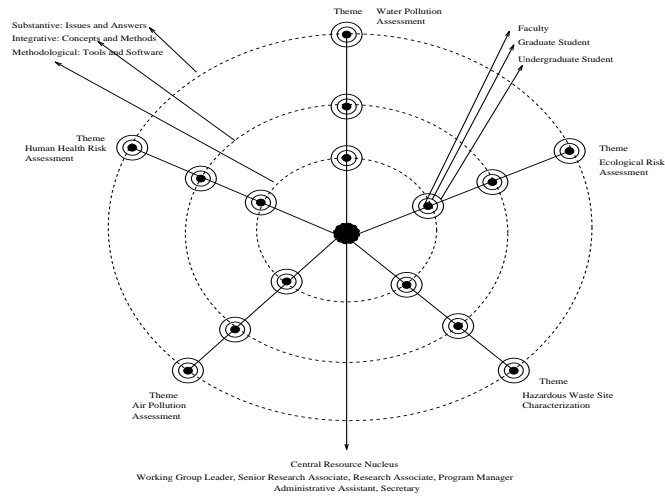 Theme
Water Pollution
Assessment
Substantive: Issues and Answers
Integrative: Concepts and Methods
Methodological: Tools and Software
Faculty
Graduate Student
Undergraduate Student
Theme
Human Health Risk
Assessment
Theme
Ecological Risk
Assessment
Theme
Air Pollution
Assessment
Theme
Hazardous Waste Site
Characterization
Central Resource Nucleus
Working Group Leader, Senior Research Associate, Research Associate, Program Manager
Administrative Assistant, Secretary